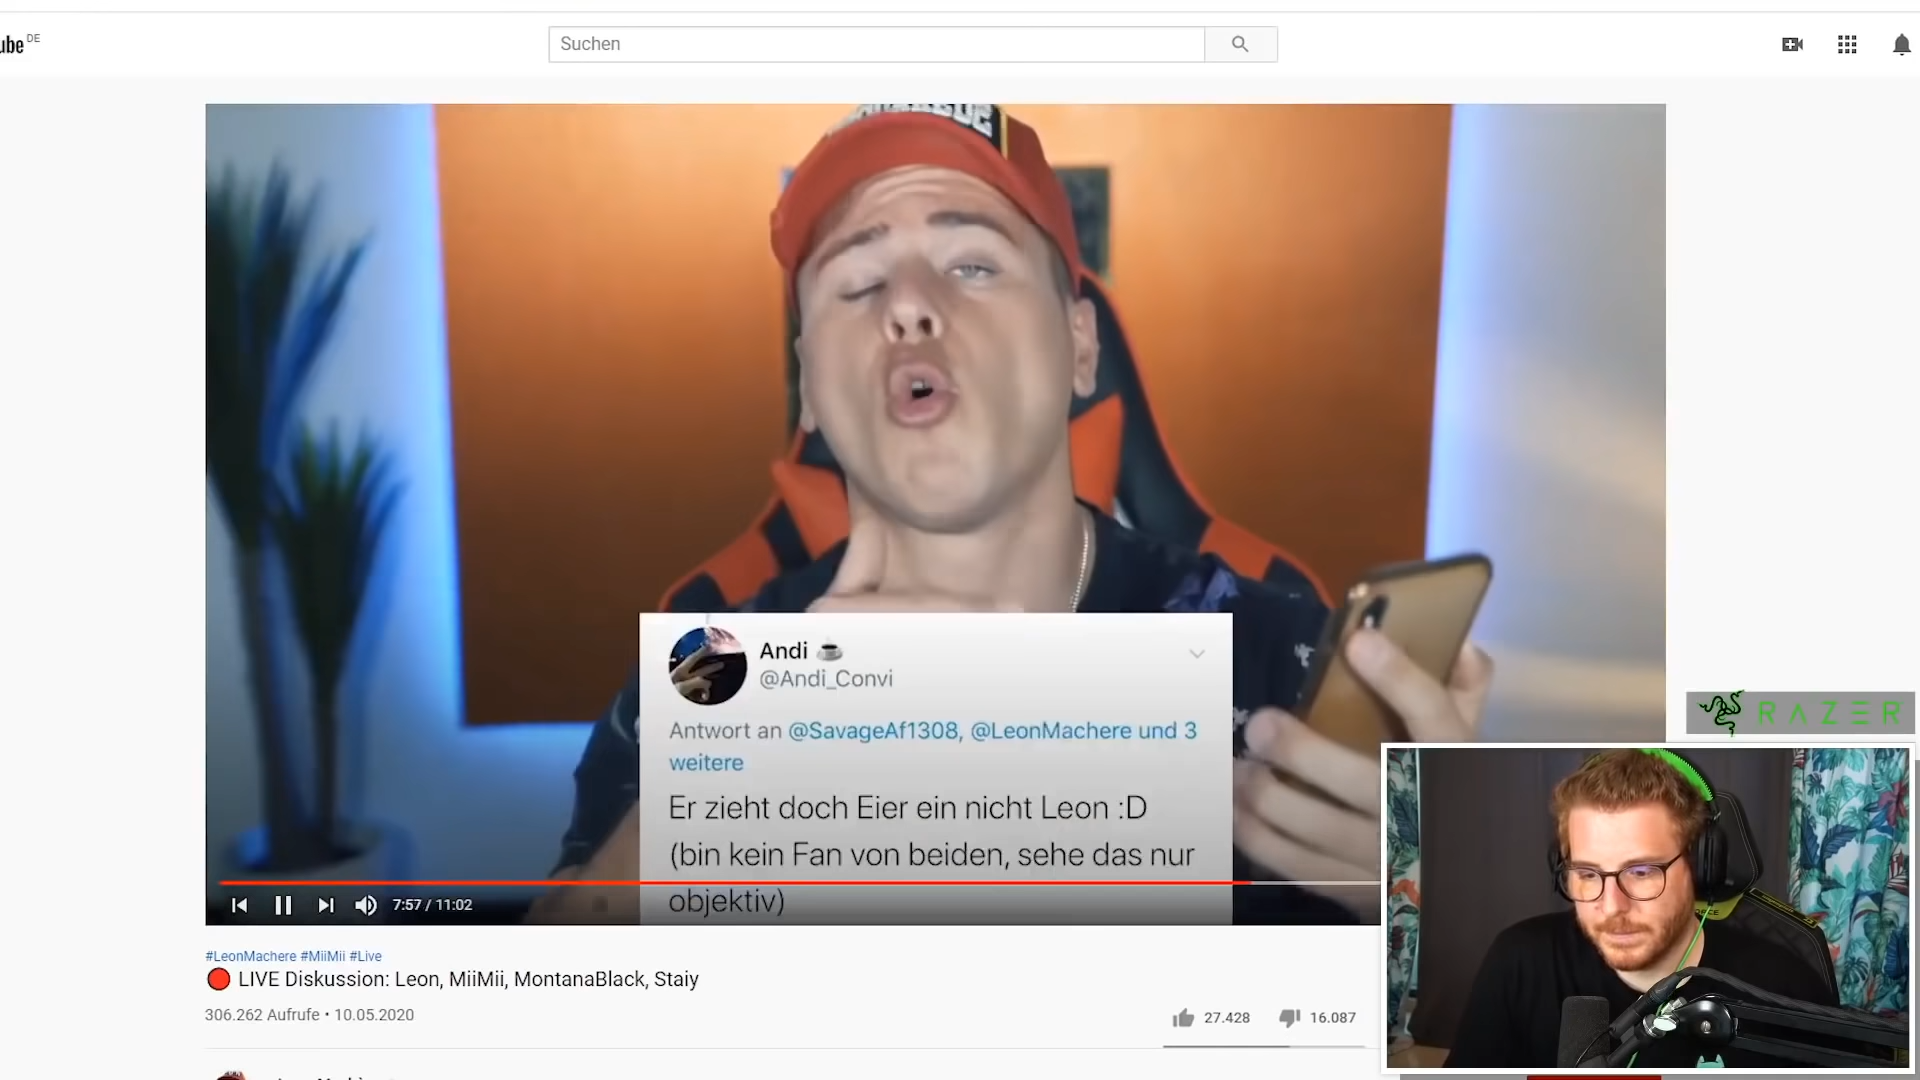 ube DE
Suchen
Andi
@Andi_Convi
Antwort an @SavageAf1308, @LeonMachere und 3
weitere
Er zieht doch Eier ein nicht Leon :D
(bin kein Fan von beiden, sehe das nur
objektiv)
7:57 / 11:02
RAZER
#LeonMachere #MiiMii #Live
LIVE Diskussion: Leon, MiiMii, MontanaBlack, Staiy
306.262 Aufrufe • 10.05.2020
27.428
16.087